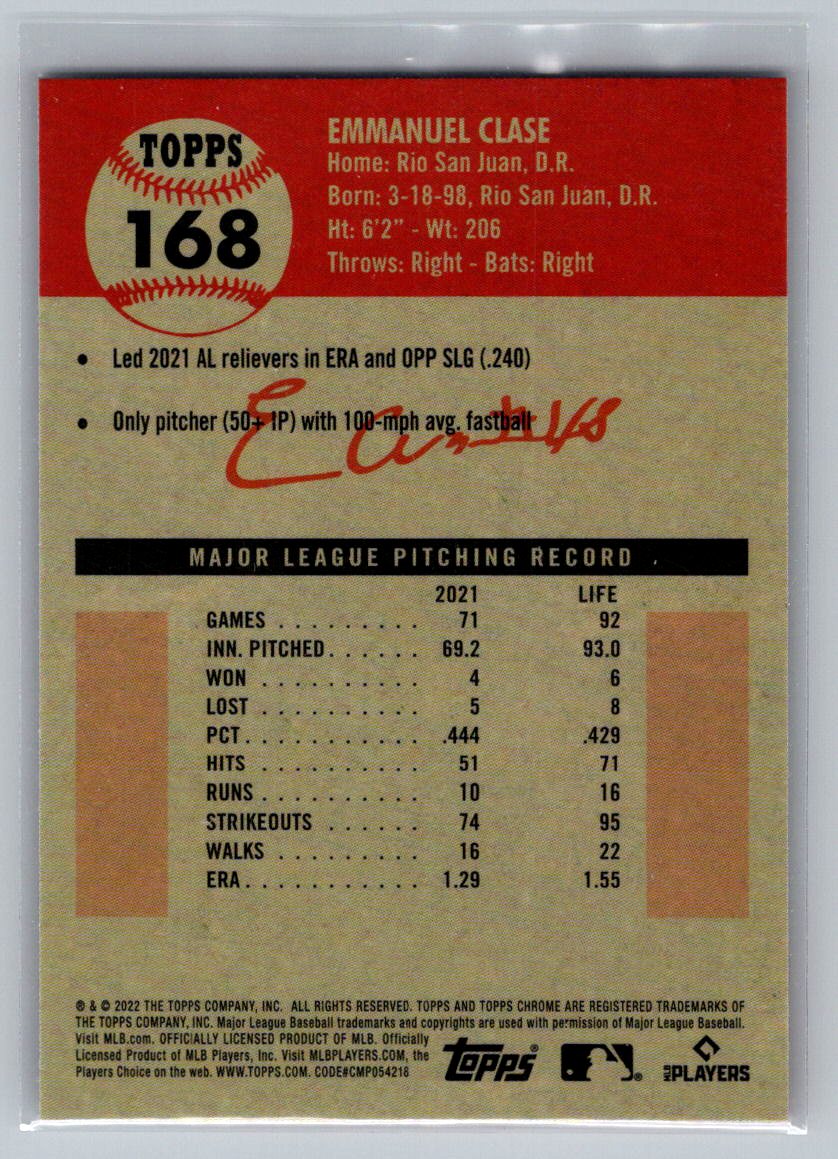 TOPPS
168
EMMANUEL CLASE
Home: Rio San Juan, D.R.
Born: 3-18-98, Rio San Juan, D.R.
Ht: 6'2" - Wt: 206
Throws: Right - Bats: Right
• Led 2021 AL relievers in ERA and OPP SLG (.240)
• Only pitcher (50+ IP) with 100-mph avg. fastball
MAJOR LEAGUE PITCHING RECORD
2021 LIFE
GAMES . . . . . . . . . 71 92
INN. PITCHED . . . . . . 69.2 93.0
WON . . . . . . . . . . 4 6
LOST . . . . . . . . . . 5 8
PCT. . . . . . . . . . . .444 .429
HITS . . . . . . . . . . 51 71
RUNS . . . . . . . . . . 10 16
STRIKEOUTS . . . . . . 74 95
WALKS . . . . . . . . . 16 22
ERA . . . . . . . . . . . 1.29 1.55
® & © 2022 THE TOPPS COMPANY, INC. ALL RIGHTS RESERVED. TOPPS AND TOPPS CHROME ARE REGISTERED TRADEMARKS OF
THE TOPPS COMPANY, INC. Major League Baseball trademarks and copyrights are used with permission of Major League Baseball.
Visit MLB.com. OFFICIALLY LICENSED PRODUCT OF MLB. Officially
Licensed Product of MLB Players, Inc. Visit MLBPLAYERS.COM, the
Players Choice on the web. WWW.TOPPS.COM. CODE#CMP054218
TOPPS®
®
MLB PLAYERS